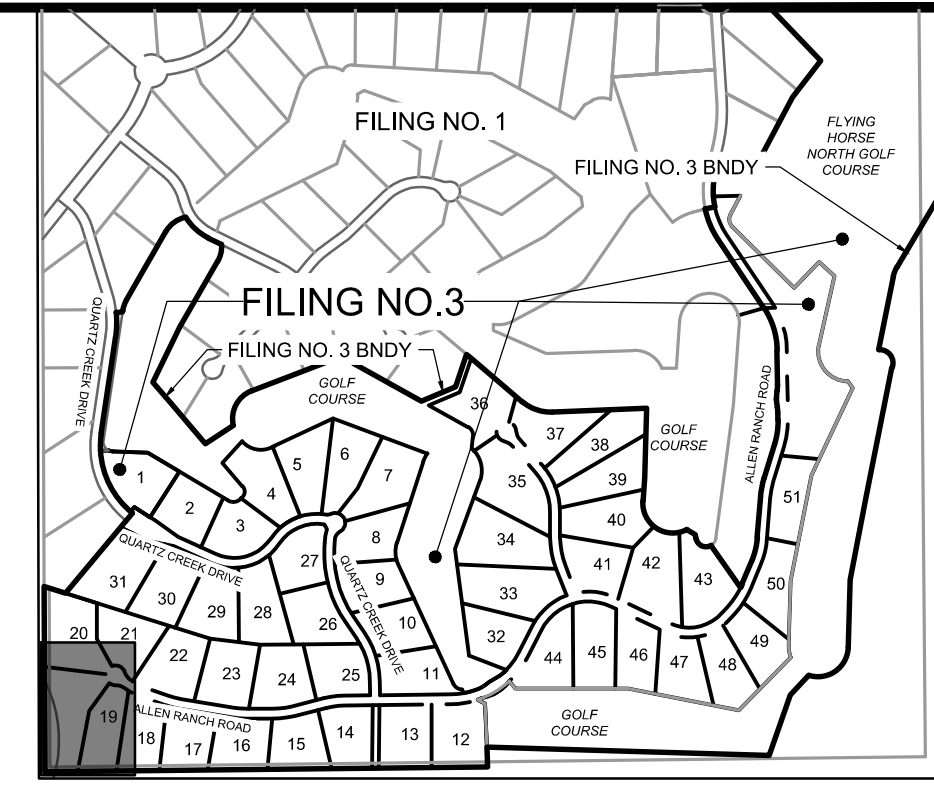 FILING NO. 1
FLYING
HORSE
NORTH GOLF
COURSE
FILING NO. 3 BNDY
FILING NO.3
QUARTZ CREEK DRIVE
FILING NO. 3 BNDY
GOLF
COURSE
ALLEN RANCH ROAD
36
37
38
GOLF
COURSE
39
40
35
34
33
32
41
42
43
51
50
49
48
47
46
45
44
1
2
3
4
5
6
7
8
9
10
11
QUARTZ CREEK DRIVE
QUARTZ CREEK DRIVE
31
30
29
28
27
26
20
21
22
23
24
25
19
ALLEN RANCH ROAD
18
17
16
15
14
13
12
GOLF
COURSE